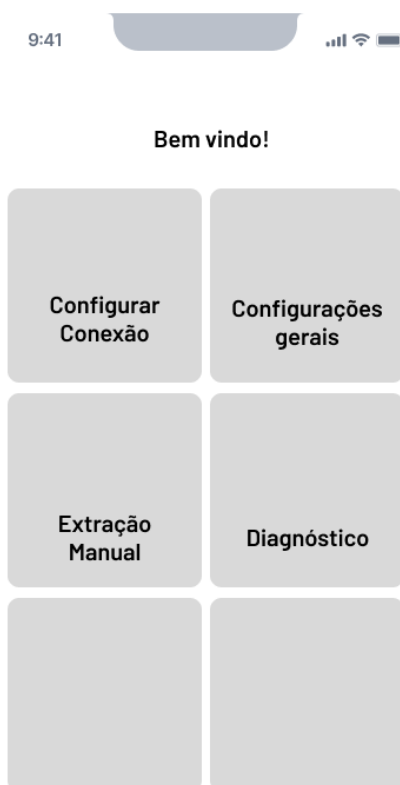 9:41
Bem vindo!
Configurar
Conexão
Configurações
gerais
Extração
Manual
Diagnóstico